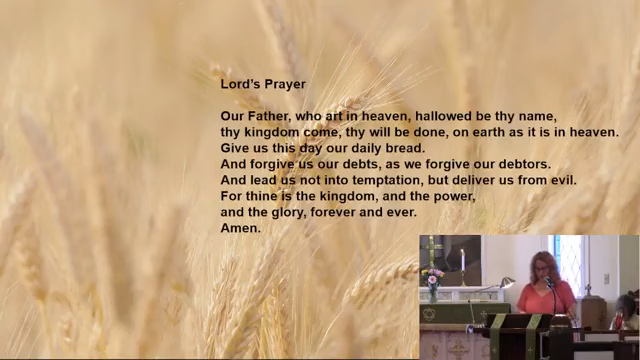 Lord's Prayer
Our Father, who art in heaven, hallowed be thy name,
thy kingdom come, thy will be done, on earth as it is in heaven.
Give us this day our daily bread.
And forgive us our debts, as we forgive our debtors.
And lead us not into temptation, but deliver us from evil.
For thine is the kingdom, and the power,
and the glory, forever and ever.
Amen.